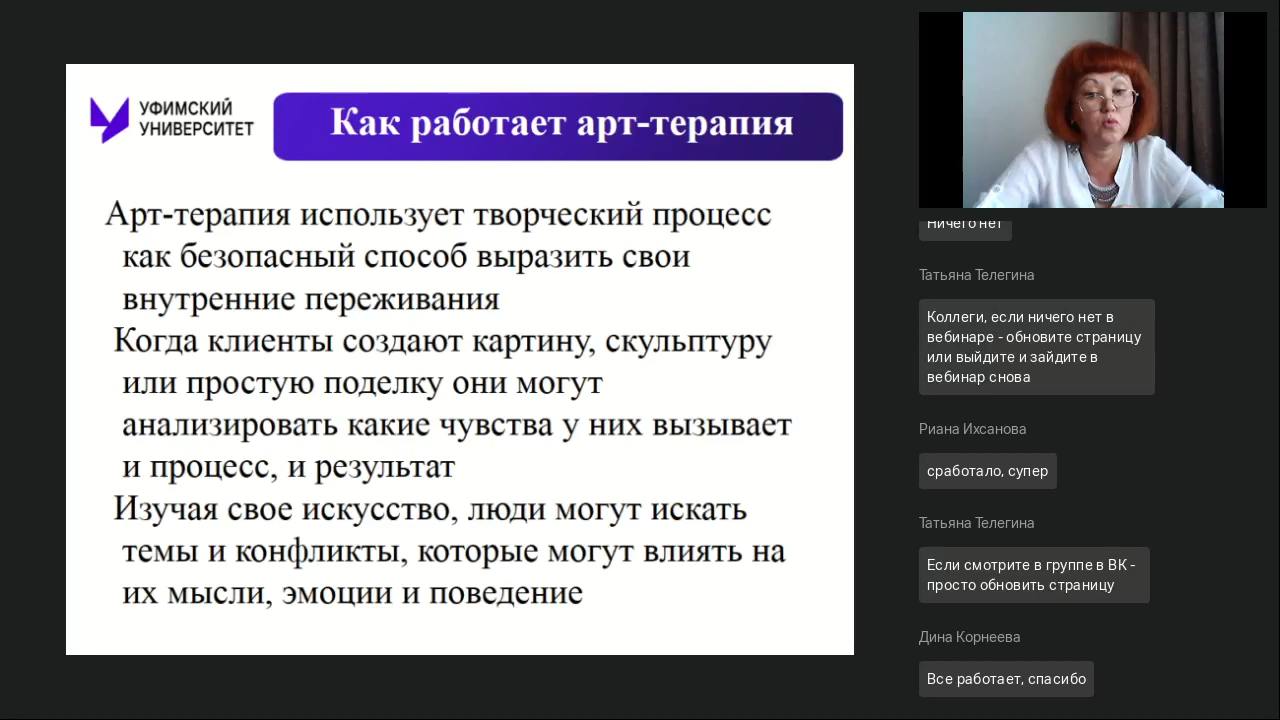 УФИМСКИЙ
УНИВЕРСИТЕТ
Как работает арт-терапия
Арт-терапия использует творческий процесс
как безопасный способ выразить свои
внутренние переживания
Когда клиенты создают картину, скульптуру
или простую поделку они могут
анализировать какие чувства у них вызывает
и процесс, и результат
Изучая свое искусство, люди могут искать
темы и конфликты, которые могут влиять на
их мысли, эмоции и поведение
Ничего нет
Татьяна Телегина
Коллеги, если ничего нет в
вебинаре - обновите страницу
или выйдите и зайдите в
вебинар снова
Риана Ихсанова
сработало, супер
Татьяна Телегина
Если смотрите в группе в ВК -
просто обновить страницу
Дина Корнеева
Все работает, спасибо